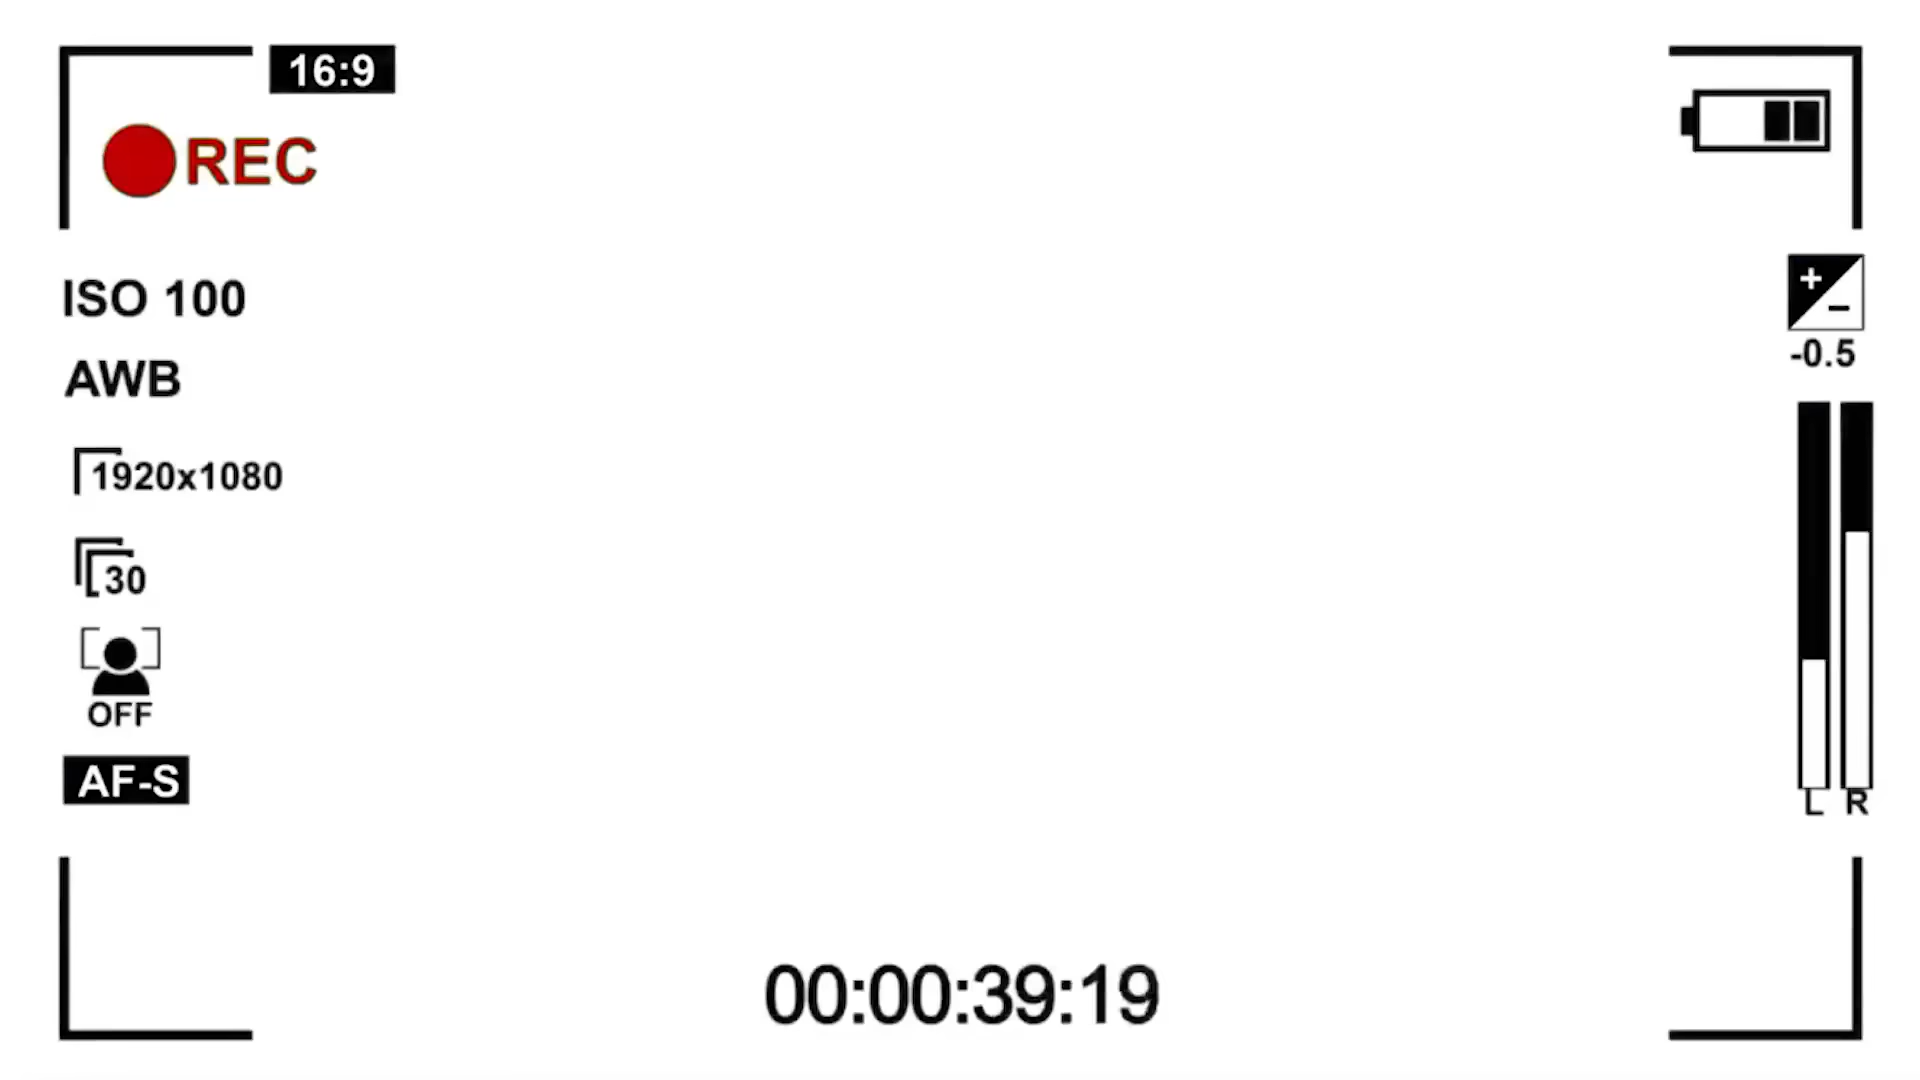 16:9
REC
ISO 100
AWB
1920x1080
30
OFF
AF-S
+
-
-0.5
L R
00:00:39:19